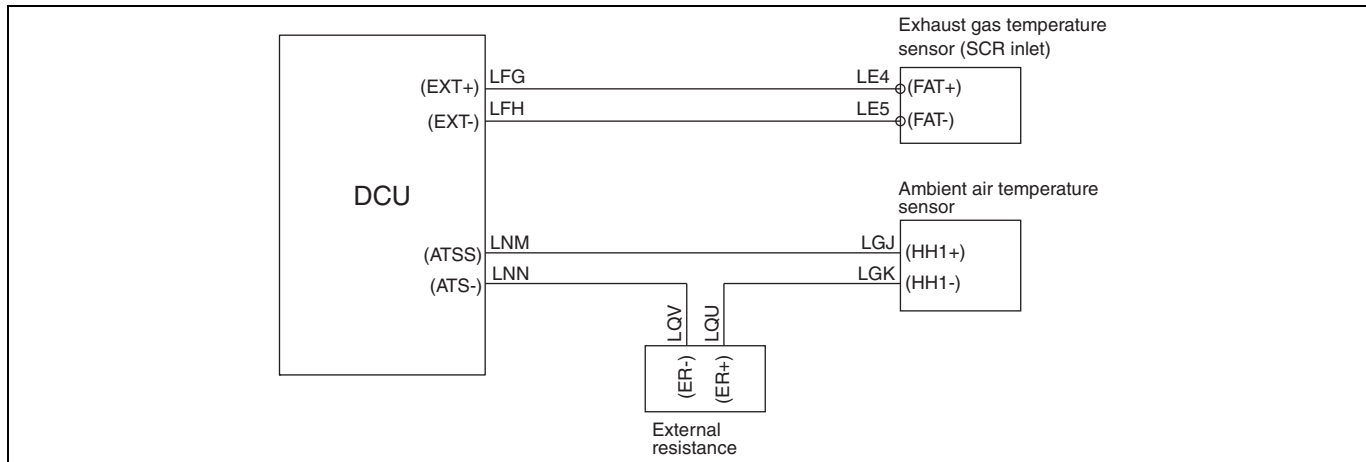 Exhaust gas temperature
sensor (SCR inlet)
(EXT+) LFG LE4 (FAT+)
(EXT-) LFH LE5 (FAT-)
DCU
Ambient air temperature
sensor
(ATSS) LNM LGJ (HH1+)
(ATS-) LNN LGK (HH1-)
LQV LQU
(ER-) (ER+)
External
resistance